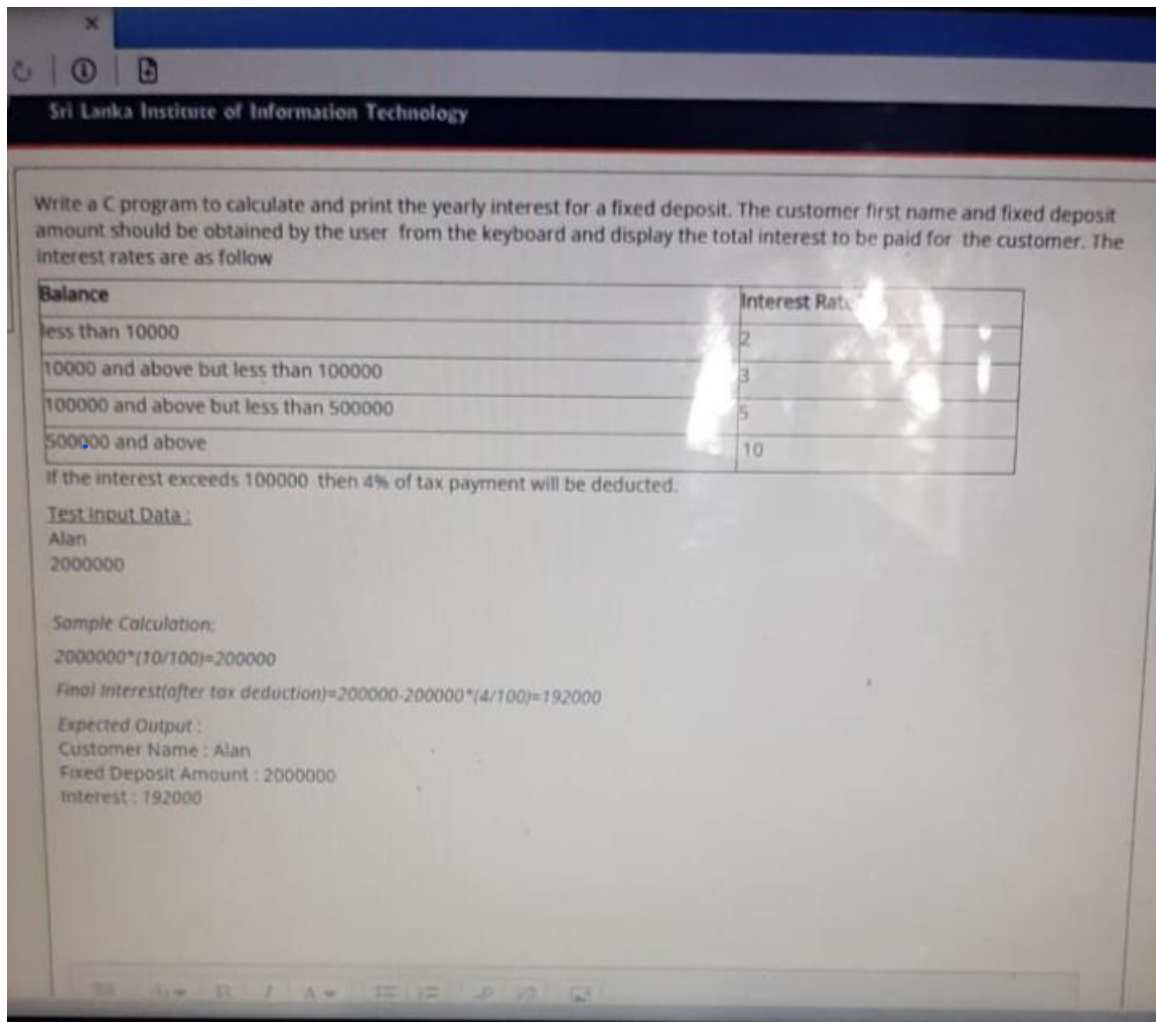 Sri Lanka Institute of Information Technology
Write a C program to calculate and print the yearly interest for a fixed deposit. The customer first name and fixed deposit
amount should be obtained by the user from the keyboard and display the total interest to be paid for the customer. The
interest rates are as follow
Balance Interest
less than 10000 2
10000 and above but less than 100000 3
100000 and above but less than 500000 5
500000 and above 10
If the interest exceeds 100000 then 4% of tax payment will be deducted.
Test Input Data :
Alan
2000000
Sample Calculation:
2000000*(10/100)=200000
Final Interest(after tax deduction)=200000-200000*(4/100)=192000
Expected Output :
Customer Name : Alan
Fixed Deposit Amount : 2000000
Interest : 192000